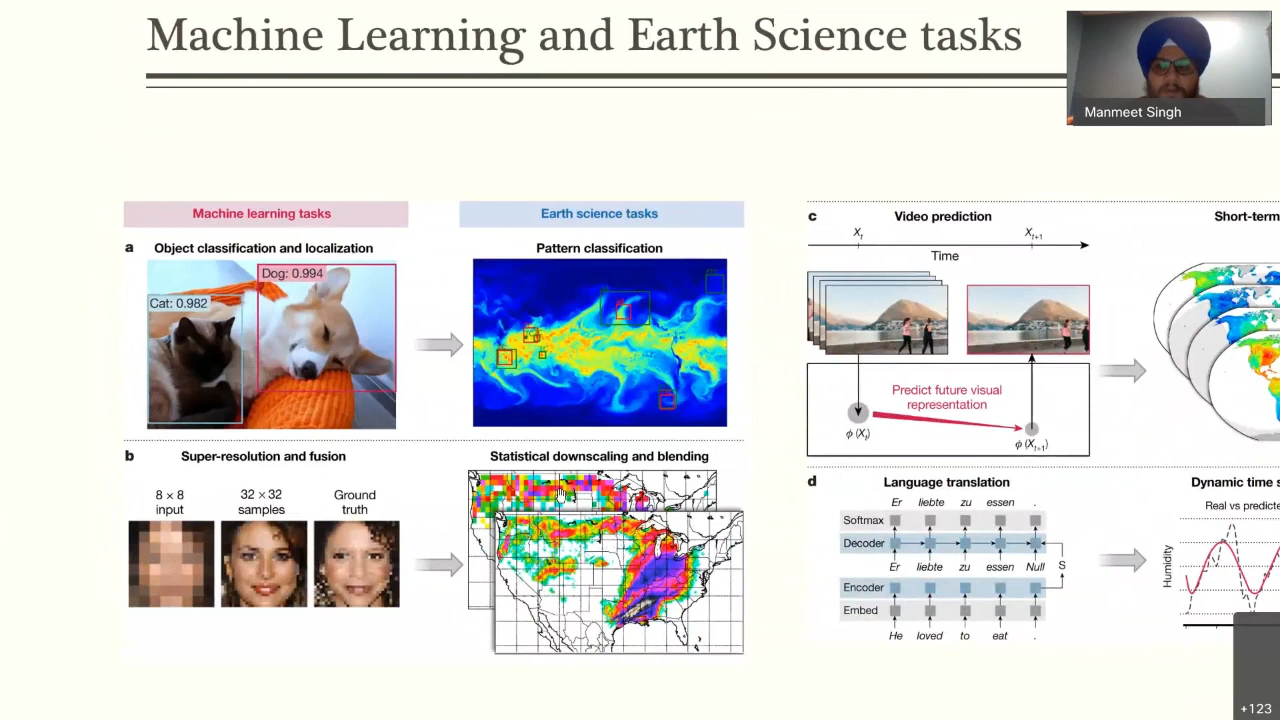 Machine Learning and Earth Science tasks
Manmeet Singh
Machine learning tasks
Earth science tasks
a
Object classification and localization
Pattern classification
Dog: 0.994
Cat: 0.982
b
Super-resolution and fusion
Statistical downscaling and blending
8 × 8 input
32 × 32 samples
Ground truth
c
Video prediction
Short-term
Xt
Xt+1
Time
Predict future visual
representation
ϕ (Xt)
ϕ (Xt+1)
d
Language translation
Dynamic time s
Er liebte zu essen .
Real vs predicte
Softmax
Decoder
Er liebte zu essen Null
S
Encoder
Embed
He loved to eat .
Humidity
+123